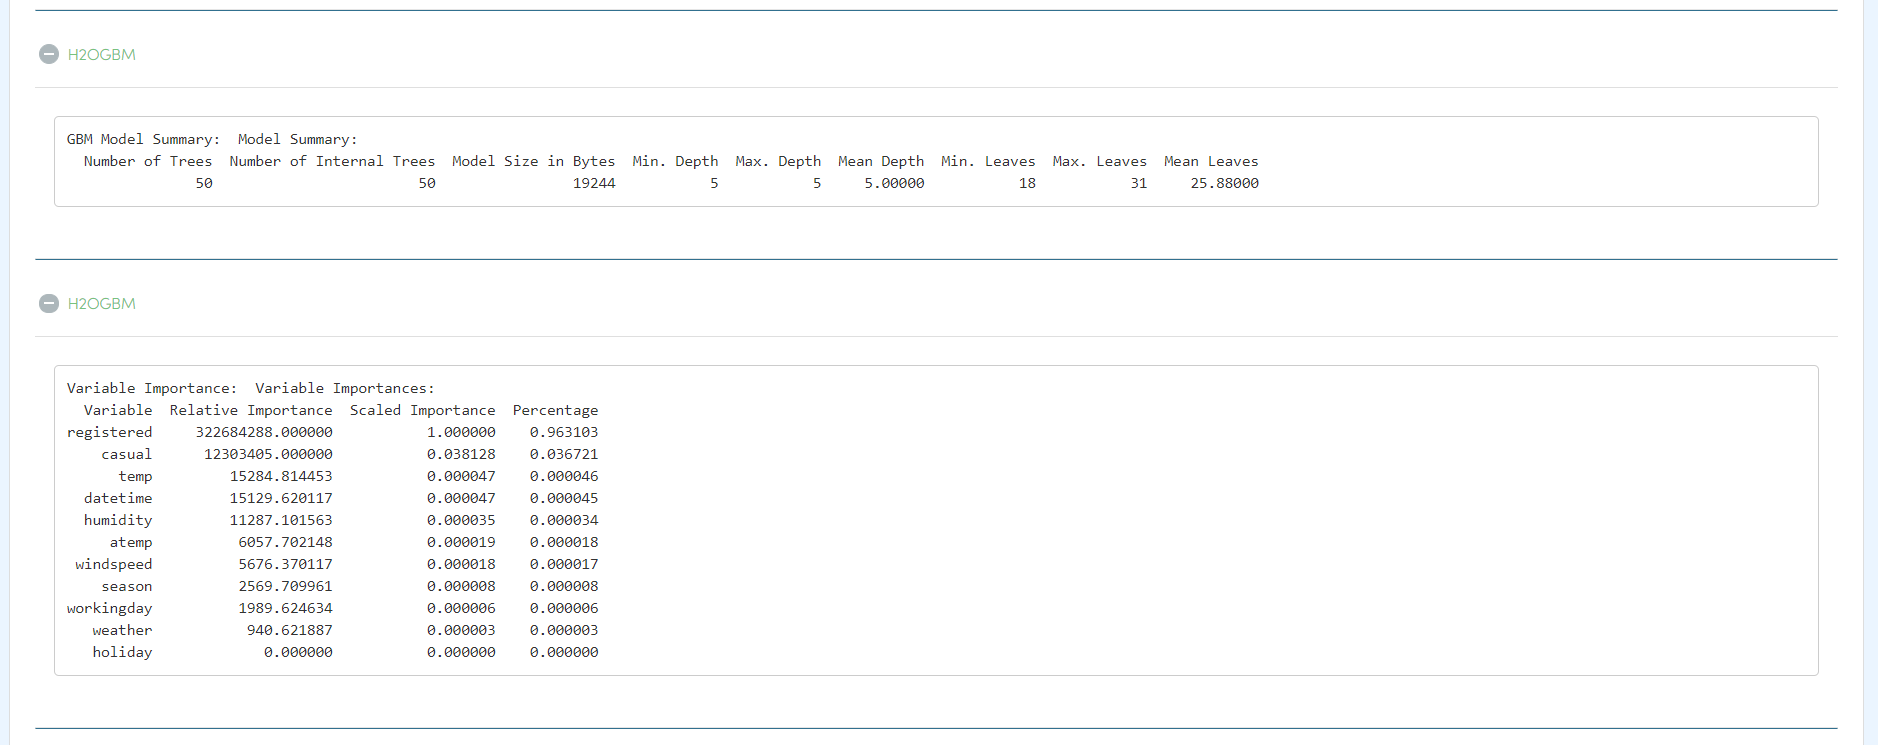 H2OGBM
GBM Model Summary:  Model Summary:
Number of Trees  Number of Internal Trees  Model Size in Bytes  Min. Depth  Max. Depth  Mean Depth  Min. Leaves  Max. Leaves  Mean Leaves
50  50  19244  5  5  5.00000  18  31  25.88000
H2OGBM
Variable Importance:  Variable Importances:
Variable  Relative Importance  Scaled Importance  Percentage
registered  322684288.000000  1.000000  0.963103
casual  12303405.000000  0.038128  0.036721
temp  15284.814453  0.000047  0.000046
datetime  15129.620117  0.000047  0.000045
humidity  11287.101563  0.000035  0.000034
atemp  6057.702148  0.000019  0.000018
windspeed  5676.370117  0.000018  0.000017
season  2569.709961  0.000008  0.000008
workingday  1989.624634  0.000006  0.000006
weather  940.621887  0.000003  0.000003
holiday  0.000000  0.000000  0.000000